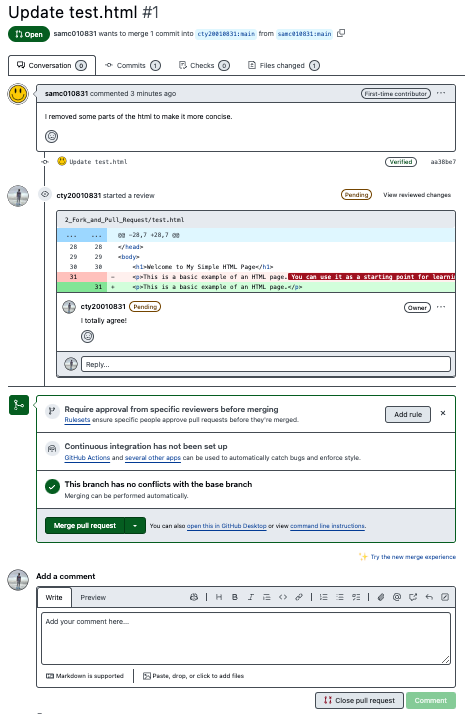 Update test.html #1
Open samc010831 wants to merge 1 commit into cty20010831:main from samc010831:main
Conversation 0 Commits 1 Checks 0 Files changed 1
samc010831 commented 3 minutes ago First-time contributor ...
I removed some parts of the html to make it more concise.
Update test.html Verified aa38be7
cty20010831 started a review Pending View reviewed changes
2_Fork_and_Pull_Request/test.html
... ... @@ -28,7 +28,7 @@
28 28 </head>
29 29 <body>
30 30 <h1>Welcome to My Simple HTML Page</h1>
31 - <p>This is a basic example of an HTML page. You can use it as a starting point for learni
31 + <p>This is a basic example of an HTML page.</p>
cty20010831 Pending Owner ...
I totally agree!
Reply...
Require approval from specific reviewers before merging
Rulesets ensure specific people approve pull requests before they're merged.
Add rule
Continuous integration has not been set up
GitHub Actions and several other apps can be used to automatically catch bugs and enforce style.
This branch has no conflicts with the base branch
Merging can be performed automatically.
Merge pull request You can also open this in GitHub Desktop or view command line instructions.
Try the new merge experience
Add a comment
Write Preview
Add your comment here...
Markdown is supported Paste, drop, or click to add files
Close pull request Comment